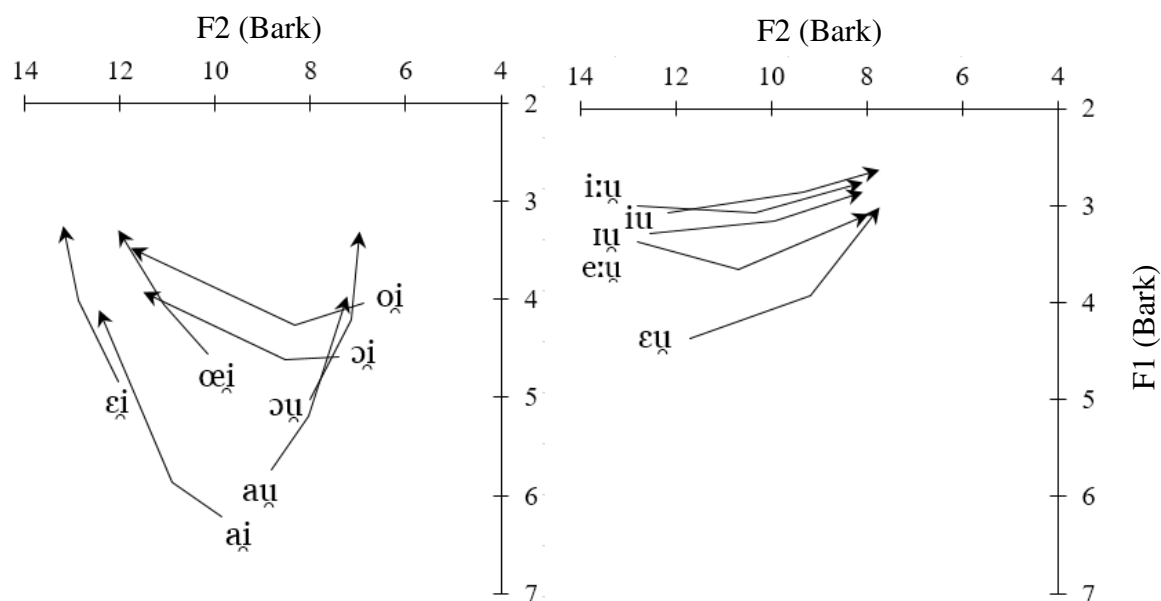 F2 (Bark)
14 12 10 8 6 4
2
3
4
5
6
7
oi̯
ɔi̯
œi̯
ɛi̯
ɔu̯
au̯
ai̯
F2 (Bark)
14 12 10 8 6 4
2
3
4
5
6
7
iːu̯
iu
ɪu̯
eːu̯
ɛu̯
F1 (Bark)